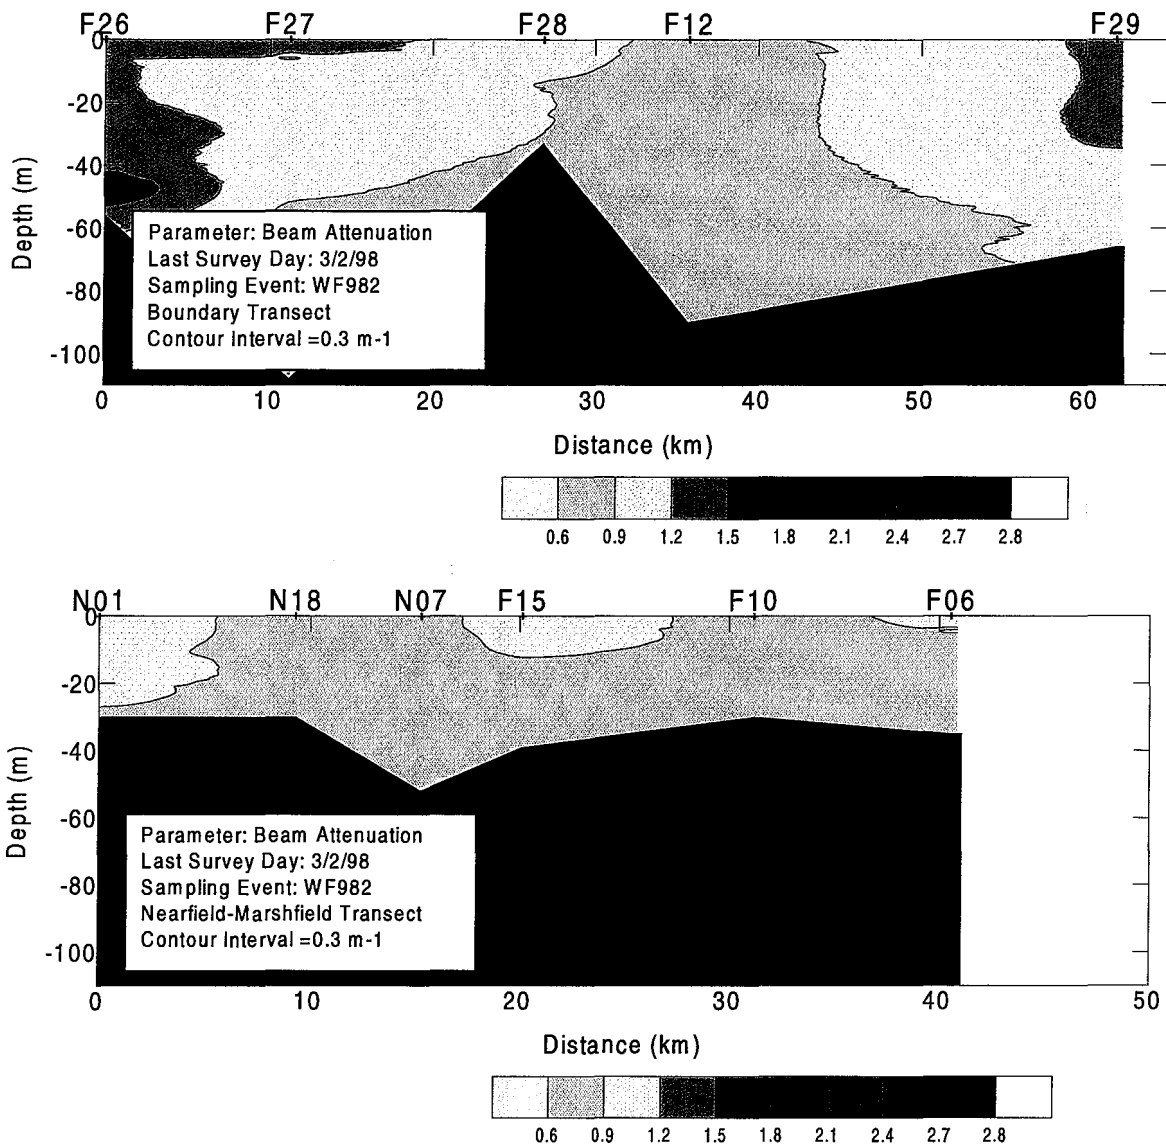 F26 F27 F28 F12 F29
0
-20
-40
-60
-80
-100
Depth (m)
Parameter: Beam Attenuation
Last Survey Day: 3/2/98
Sampling Event: WF982
Boundary Transect
Contour Interval =0.3 m-1
0 10 20 30 40 50 60
Distance (km)
0.6 0.9 1.2 1.5 1.8 2.1 2.4 2.7 2.8
N01 N18 N07 F15 F10 F06
0
-20
-40
-60
-80
-100
Depth (m)
Parameter: Beam Attenuation
Last Survey Day: 3/2/98
Sampling Event: WF982
Nearfield-Marshfield Transect
Contour Interval =0.3 m-1
0 10 20 30 40 50
Distance (km)
0.6 0.9 1.2 1.5 1.8 2.1 2.4 2.7 2.8